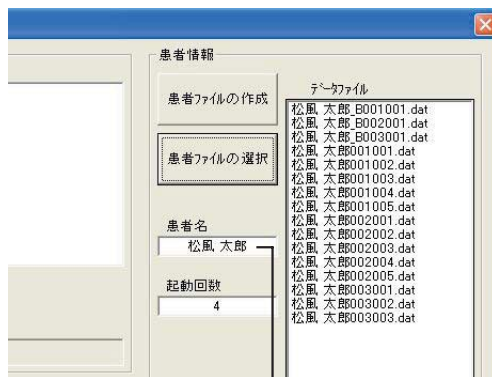 患者情報
患者ファイルの作成
患者ファイルの選択
患者名
松風 太郎
起動回数
4
データファイル
松風 太郎_B001001.dat
松風 太郎_B002001.dat
松風 太郎_B003001.dat
松風 太郎001001.dat
松風 太郎001002.dat
松風 太郎001003.dat
松風 太郎001004.dat
松風 太郎001005.dat
松風 太郎002001.dat
松風 太郎002002.dat
松風 太郎002003.dat
松風 太郎002004.dat
松風 太郎002005.dat
松風 太郎003001.dat
松風 太郎003002.dat
松風 太郎003003.dat